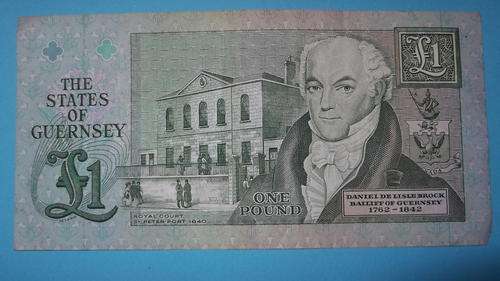 THE
STATES
OF
GUERNSEY
£1
£1
ROYAL COURT
ST PETER PORT 1840
ONE
POUND
DANIEL DE LISLE BROCK
BAILIFF OF GUERNSEY
1762 - 1842